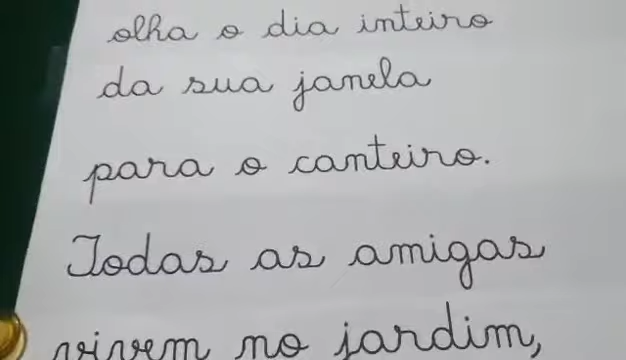 olha o dia inteiro
da sua janela
para o canteiro.
Todas as amigas
vivem no jardim,